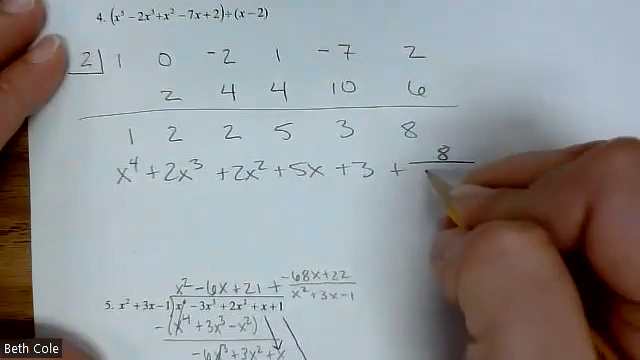 4. (x⁵ - 2x³ + x² - 7x + 2) ÷ (x - 2)
2 | 1 0 -2 1 -7 2
2 4 4 10 6
1 2 2 5 3 8
x⁴ + 2x³ + 2x² + 5x + 3 + 8
x² - 6x + 21 + -68x+22 / x²+3x-1
5. x² + 3x - 1 | x⁴ - 3x³ + 2x² + x + 1
-(x⁴ + 3x³ - x²)
-6x³ + 3x² + x
Beth Cole